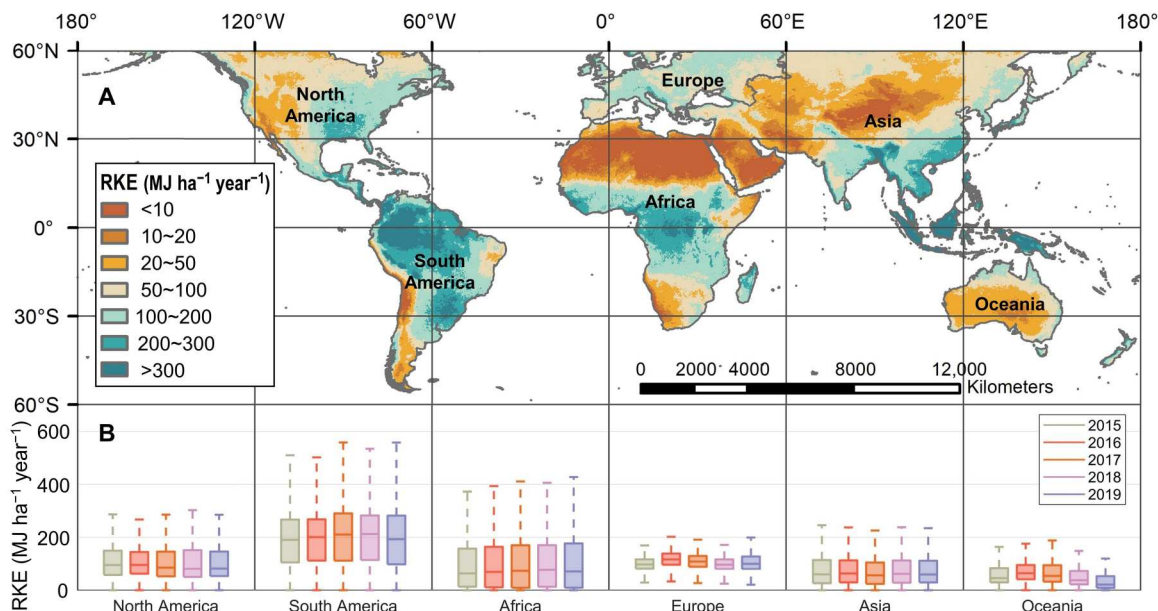 180° 120°W 60°W 0° 60°E 120°E 180°
60°N
A
North
America
Europe
Asia
30°N
RKE (MJ ha⁻¹ year⁻¹)
<10
10~20
20~50
50~100
100~200
200~300
>300
Africa
0°
South
America
Oceania
30°S
0 2000 4000 8000 12,000
Kilometers
60°S
B
RKE (MJ ha⁻¹ year⁻¹)
600
400
200
0
2015
2016
2017
2018
2019
North America South America Africa Europe Asia Oceania